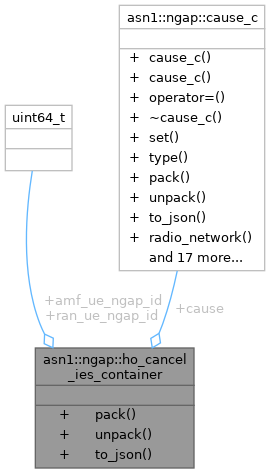 asn1::ngap::cause_c
+ cause_c()
+ cause_c()
+ operator=()
+ ~cause_c()
+ set()
+ type()
+ pack()
+ unpack()
+ to_json()
+ radio_network()
and 17 more...
uint64_t
+amf_ue_ngap_id
+ran_ue_ngap_id
+cause
asn1::ngap::ho_cancel
_ies_container
+ pack()
+ unpack()
+ to_json()